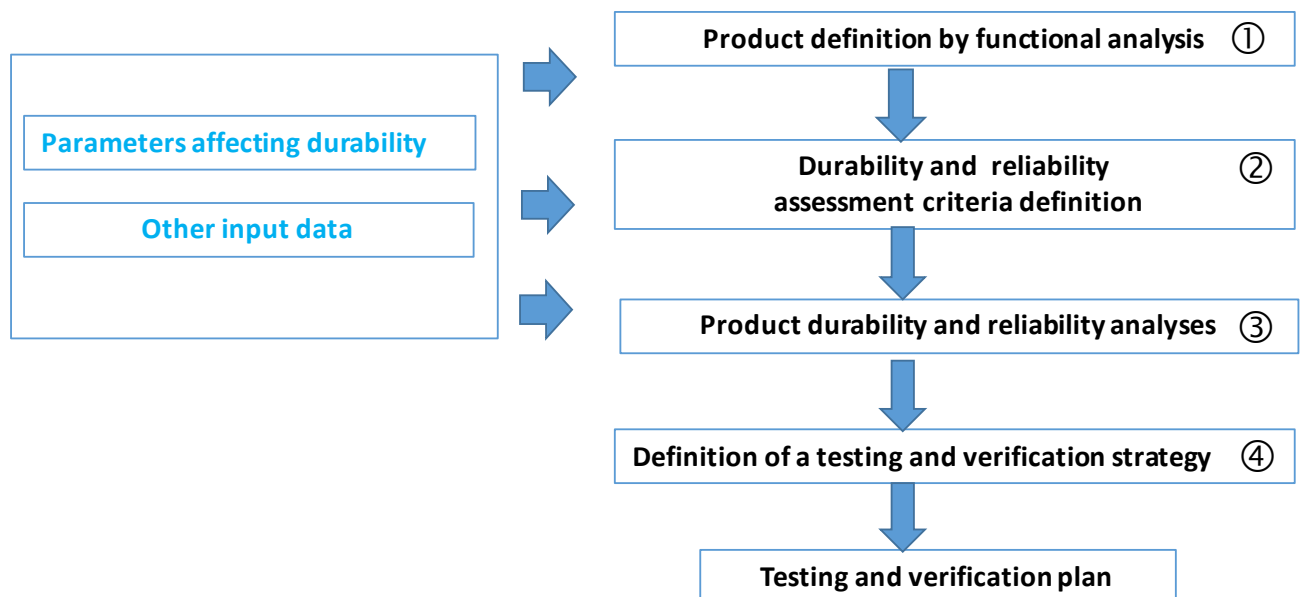 Parameters affecting durability
Other input data
Product definition by functional analysis ①
Durability and reliability ②
assessment criteria definition
Product durability and reliability analyses ③
Definition of a testing and verification strategy ④
Testing and verification plan